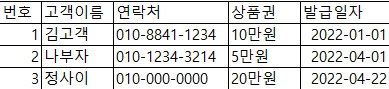 번호 고객이름 연락처 상품권 발급일자
1 김고객 010-8841-1234 10만원 2022-01-01
2 나부자 010-1234-3214 5만원 2022-04-01
3 정사이 010-000-0000 20만원 2022-04-22